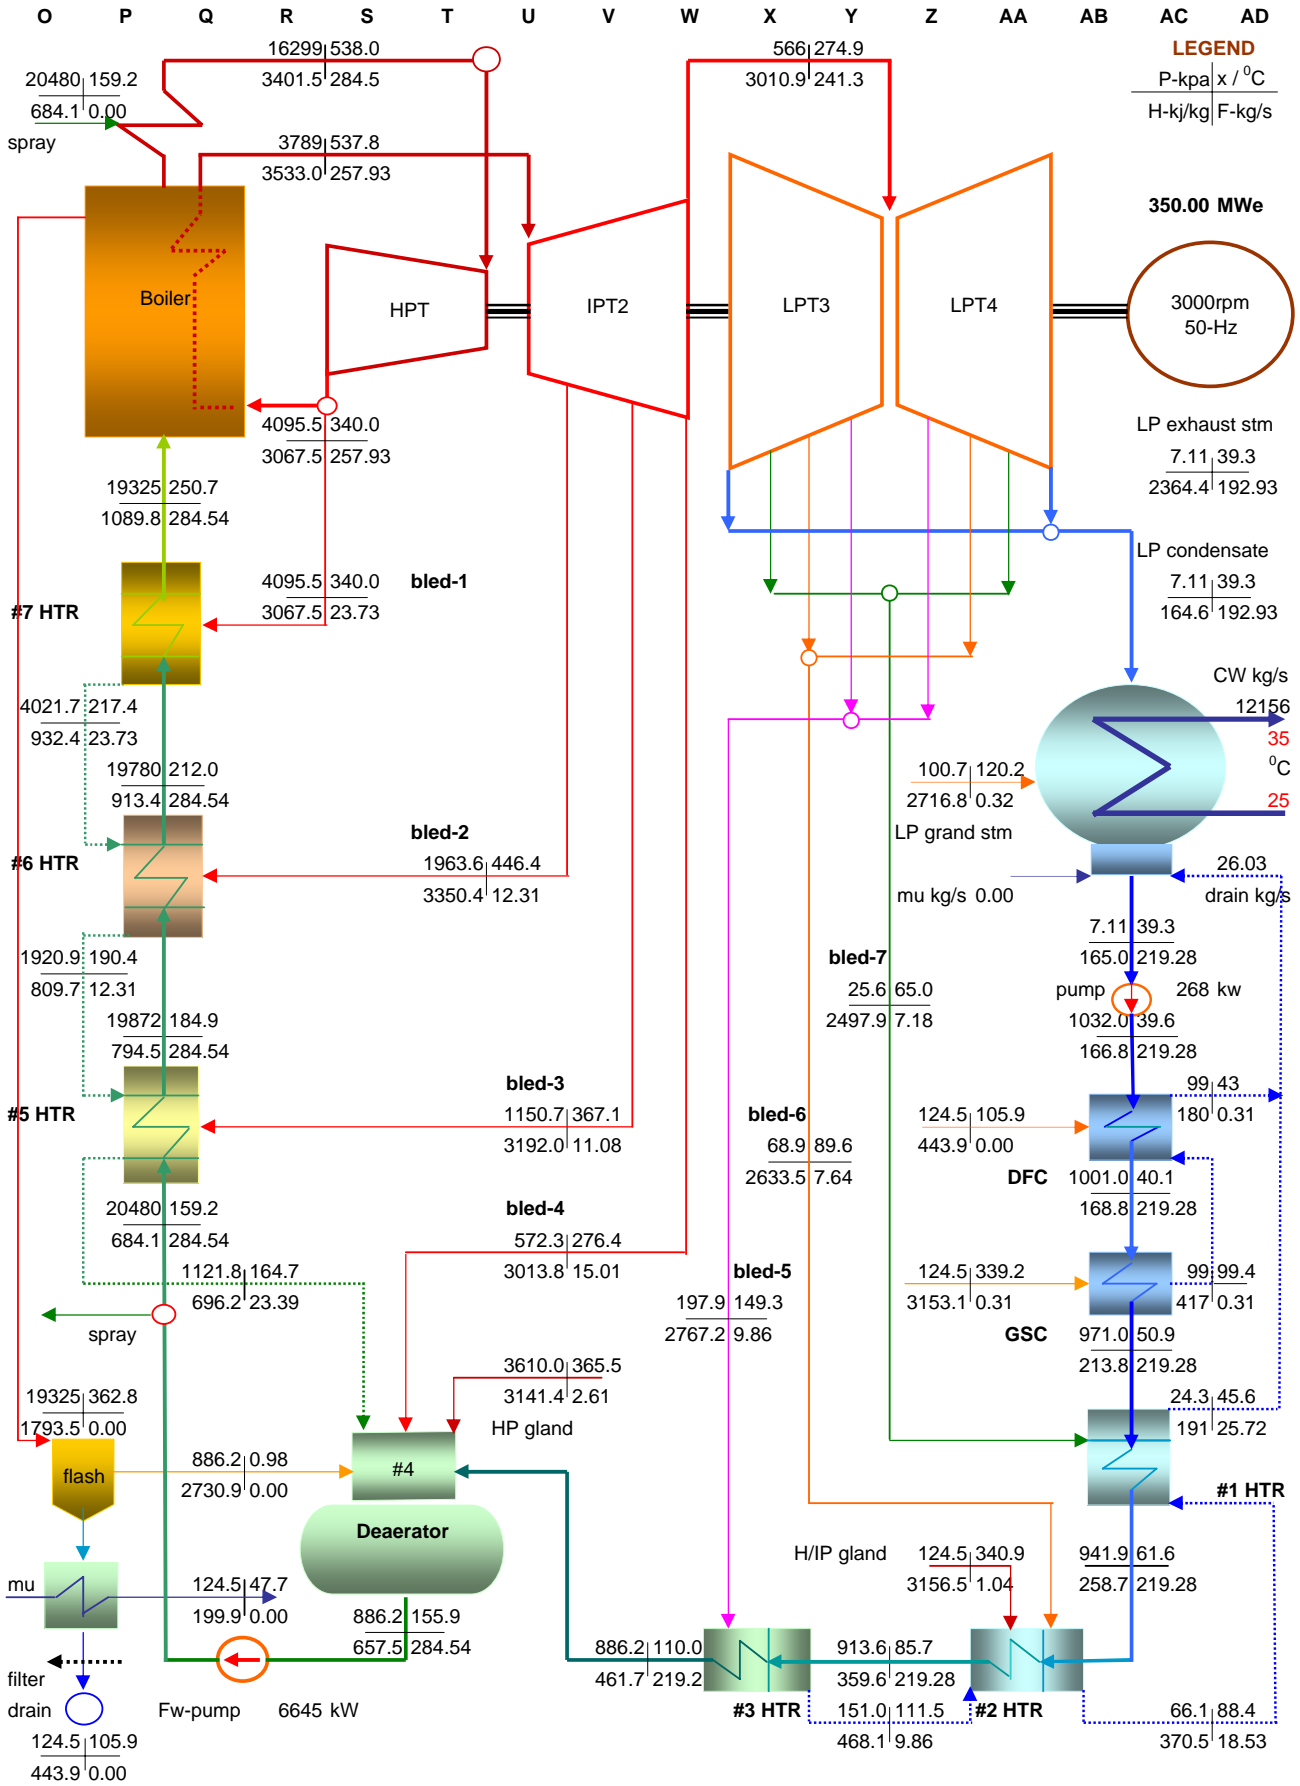 O P Q R S T U V W X Y Z AA AB AC AD
16299 538.0
3401.5 284.5
566 274.9
3010.9 241.3
LEGEND
P-kpa x / ⁰C
H-kj/kg F-kg/s
20480 159.2
684.1 0.00
spray
3789 537.8
3533.0 257.93
350.00 MWe
Boiler
HPT
IPT2
LPT3
LPT4
3000rpm
50-Hz
4095.5 340.0
3067.5 257.93
LP exhaust stm
7.11 39.3
2364.4 192.93
19325 250.7
1089.8 284.54
LP condensate
7.11 39.3
164.6 192.93
#7 HTR
4095.5 340.0
3067.5 23.73
bled-1
CW kg/s
12156
35
⁰C
25
4021.7 217.4
932.4 23.73
19780 212.0
913.4 284.54
100.7 120.2
2716.8 0.32
LP grand stm
#6 HTR
bled-2
1963.6 446.4
3350.4 12.31
mu kg/s 0.00
26.03
drain kg/s
1920.9 190.4
809.7 12.31
7.11 39.3
165.0 219.28
bled-7
25.6 65.0
2497.9 7.18
pump
268 kw
19872 184.9
794.5 284.54
1032.0 39.6
166.8 219.28
#5 HTR
bled-3
1150.7 367.1
3192.0 11.08
bled-6
68.9 89.6
2633.5 7.64
124.5 105.9
443.9 0.00
99 43
180 0.31
DFC
1001.0 40.1
168.8 219.28
20480 159.2
684.1 284.54
bled-4
572.3 276.4
3013.8 15.01
1121.8 164.7
696.2 23.39
bled-5
197.9 149.3
2767.2 9.86
124.5 339.2
3153.1 0.31
99 99.4
417 0.31
GSC
971.0 50.9
213.8 219.28
spray
3610.0 365.5
3141.4 2.61
HP gland
19325 362.8
1793.5 0.00
24.3 45.6
191 25.72
flash
886.2 0.98
2730.9 0.00
#4
Deaerator
#1 HTR
H/IP gland
124.5 340.9
3156.5 1.04
941.9 61.6
258.7 219.28
mu
124.5 47.7
199.9 0.00
886.2 155.9
657.5 284.54
886.2 110.0
461.7 219.2
913.6 85.7
359.6 219.28
filter
drain
Fw-pump 6645 kW
#3 HTR
151.0 111.5
468.1 9.86
#2 HTR
66.1 88.4
370.5 18.53
124.5 105.9
443.9 0.00